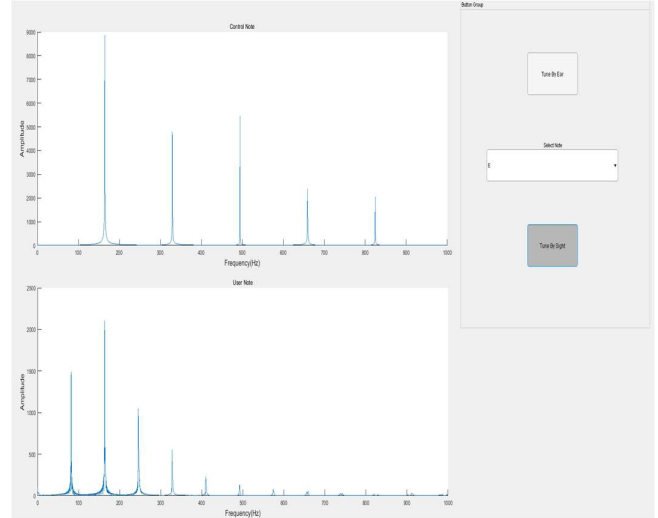 Button Group
Control Note
9000
8000
7000
6000
5000
4000
3000
2000
1000
0
Amplitude
0 100 200 300 400 500 600 700 800 900 1000
Frequency(Hz)
Tune By Ear
Select Note
E
Tune By Sight
User Note
2500
2000
1500
1000
500
0
Amplitude
0 100 200 300 400 500 600 700 800 900 1000
Frequency(Hz)